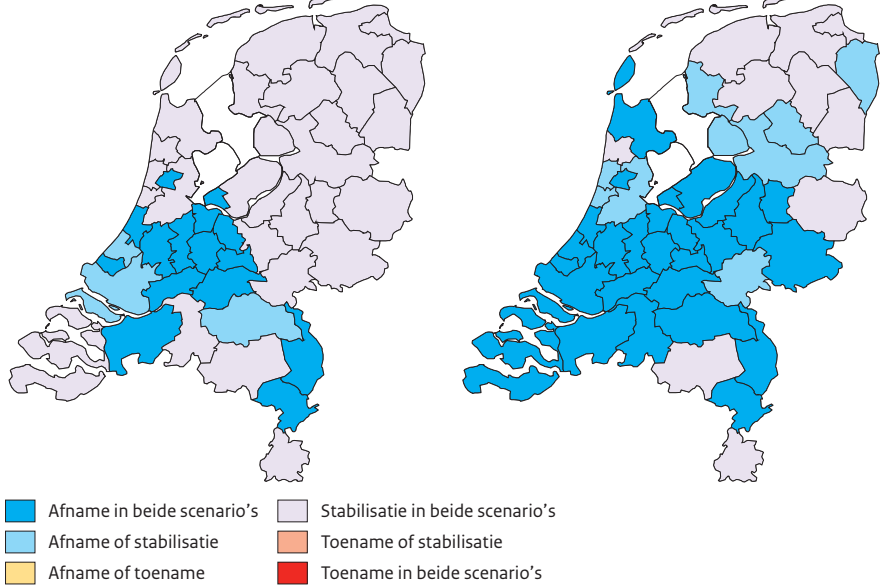 Afname in beide scenario's
Afname of stabilisatie
Afname of toename
Stabilisatie in beide scenario's
Toename of stabilisatie
Toename in beide scenario's